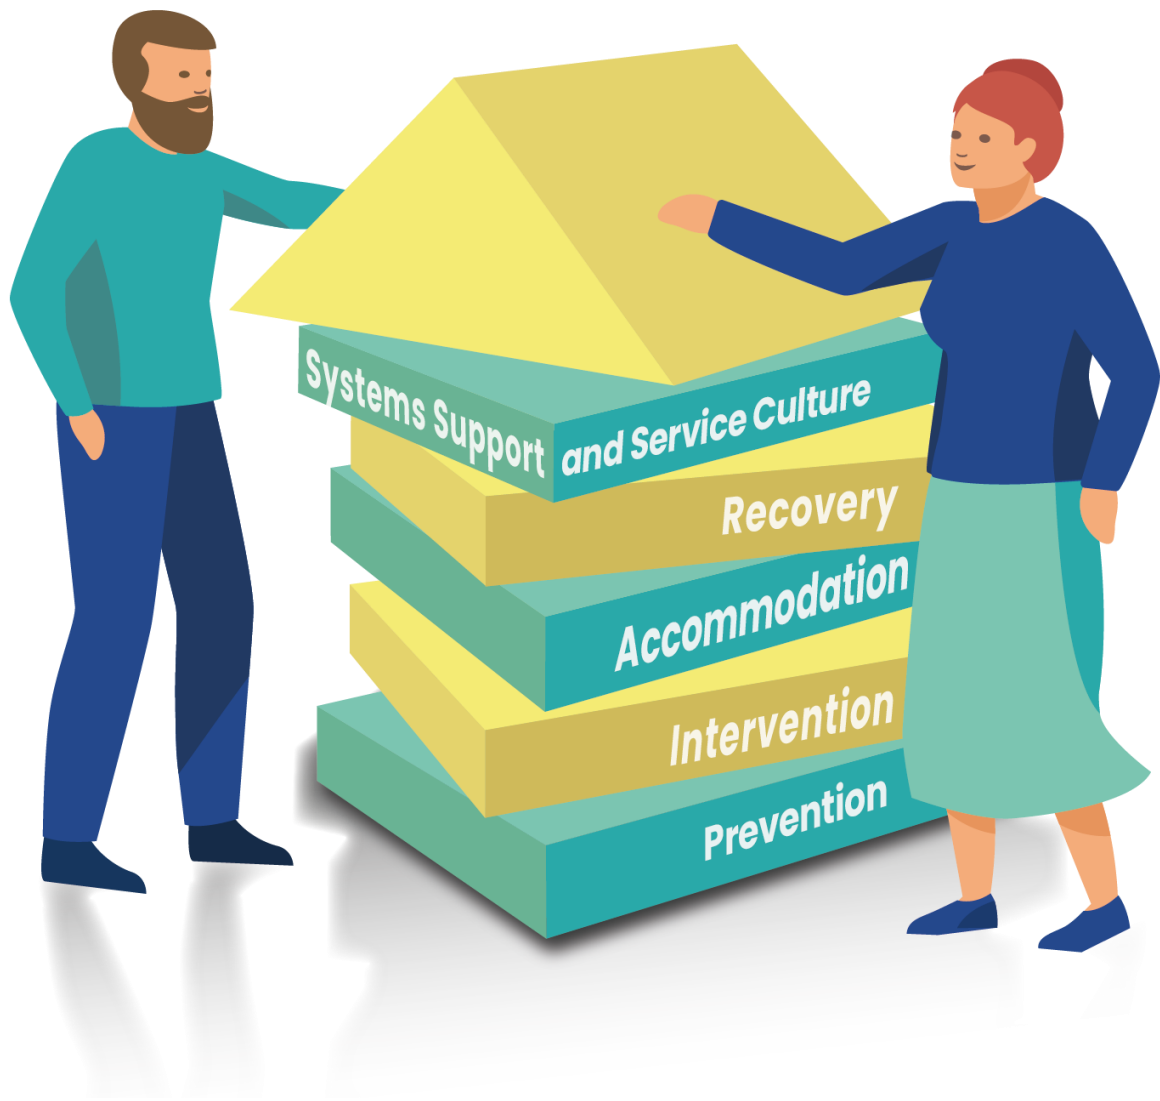 Systems Support and Service Culture
Recovery
Accommodation
Intervention
Prevention